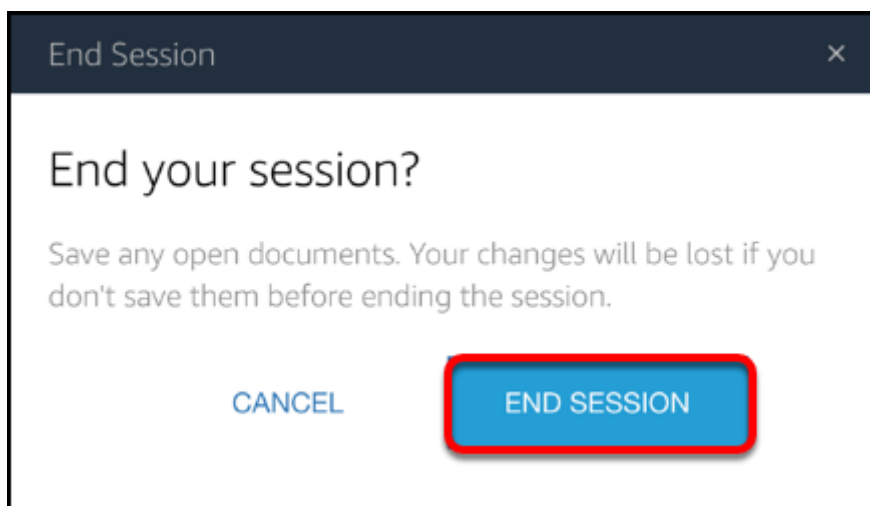 End Session
End your session?
Save any open documents. Your changes will be lost if you
don't save them before ending the session.
CANCEL
END SESSION